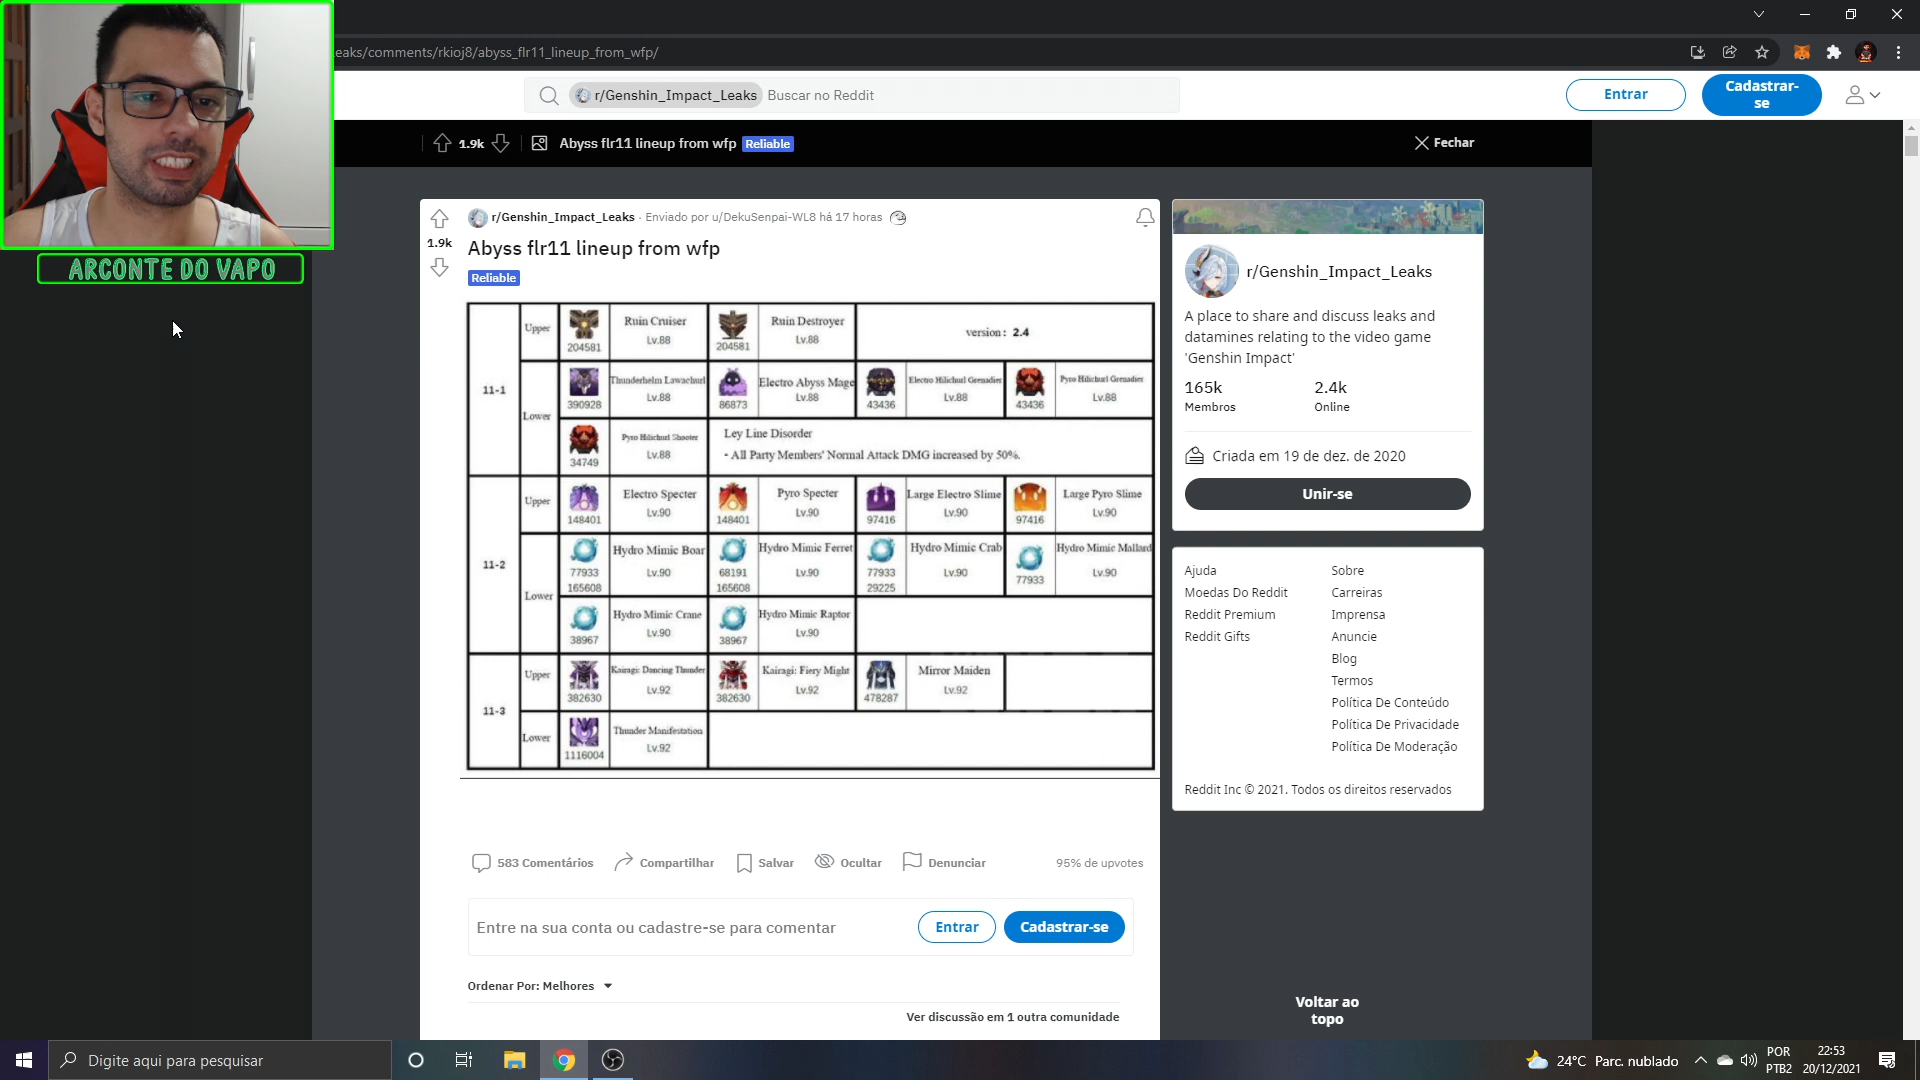 eaks/comments/rkioj8/abyss_flr11_lineup_from_wfp/
r/Genshin_Impact_Leaks Buscar no Reddit
Entrar
Cadastrar-se
1.9k Abyss flr11 lineup from wfp Reliable
Fechar
ARCONTE DO VAPO
r/Genshin_Impact_Leaks · Enviado por u/DekuSenpai-WL8 há 17 horas
1.9k
Abyss flr11 lineup from wfp
Reliable
11-1
Upper
204581 Ruin Cruiser Lv.88
204581 Ruin Destroyer Lv.88
version: 2.4
Lower
390928 Thunderhelm Lawachurl Lv.88
86873 Electro Abyss Mage Lv.88
43436 Electro Hilichurl Grenadier Lv.88
43436 Pyro Hilichurl Grenadier Lv.88
34749 Pyro Hilichurl Shooter Lv.88
Ley Line Disorder
- All Party Members' Normal Attack DMG increased by 50%.
11-2
Upper
148401 Electro Specter Lv.90
148401 Pyro Specter Lv.90
97416 Large Electro Slime Lv.90
97416 Large Pyro Slime Lv.90
Lower
77933 165608 Hydro Mimic Boar Lv.90
68191 165608 Hydro Mimic Ferret Lv.90
77933 29225 Hydro Mimic Crab Lv.90
77933 Hydro Mimic Mallard Lv.90
38967 Hydro Mimic Crane Lv.90
38967 Hydro Mimic Raptor Lv.90
11-3
Upper
382630 Kairagi: Dancing Thunder Lv.92
382630 Kairagi: Fiery Might Lv.92
478287 Mirror Maiden Lv.92
Lower
1116004 Thunder Manifestation Lv.92
583 Comentários
Compartilhar
Salvar
Ocultar
Denunciar
95% de upvotes
Entre na sua conta ou cadastre-se para comentar
Entrar
Cadastrar-se
Ordenar Por: Melhores
Ver discussão em 1 outra comunidade
r/Genshin_Impact_Leaks
A place to share and discuss leaks and
datamines relating to the video game
'Genshin Impact'
165k 2.4k
Membros Online
Criada em 19 de dez. de 2020
Unir-se
Ajuda Sobre
Moedas Do Reddit Carreiras
Reddit Premium Imprensa
Reddit Gifts Anuncie
Blog
Termos
Política De Conteúdo
Política De Privacidade
Política De Moderação
Reddit Inc © 2021. Todos os direitos reservados
Voltar ao
topo
Digite aqui para pesquisar
24°C Parc. nublado
POR
PTB2
22:53
20/12/2021